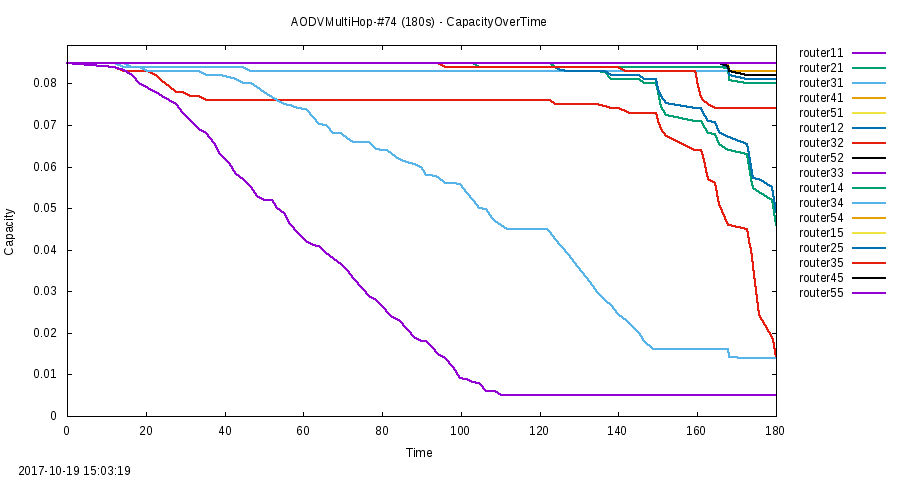 AODVMultiHop-#74 (180s) - CapacityOverTime
router11
router21
router31
router41
router51
router12
router32
router52
router33
router14
router34
router54
router15
router25
router35
router45
router55
Capacity
0.08
0.07
0.06
0.05
0.04
0.03
0.02
0.01
0
0 20 40 60 80 100 120 140 160 180
Time
2017-10-19 15:03:19